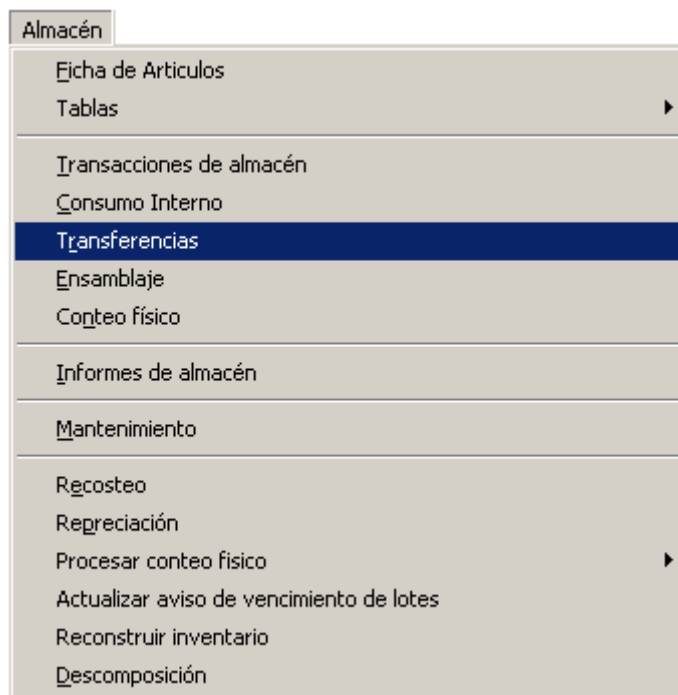 Almacén
Ficha de Articulos
Tablas
Transacciones de almacén
Consumo Interno
Transferencias
Ensamblaje
Conteo físico
Informes de almacén
Mantenimiento
Recosteo
Repreciación
Procesar conteo fisico
Actualizar aviso de vencimiento de lotes
Reconstruir inventario
Descomposición